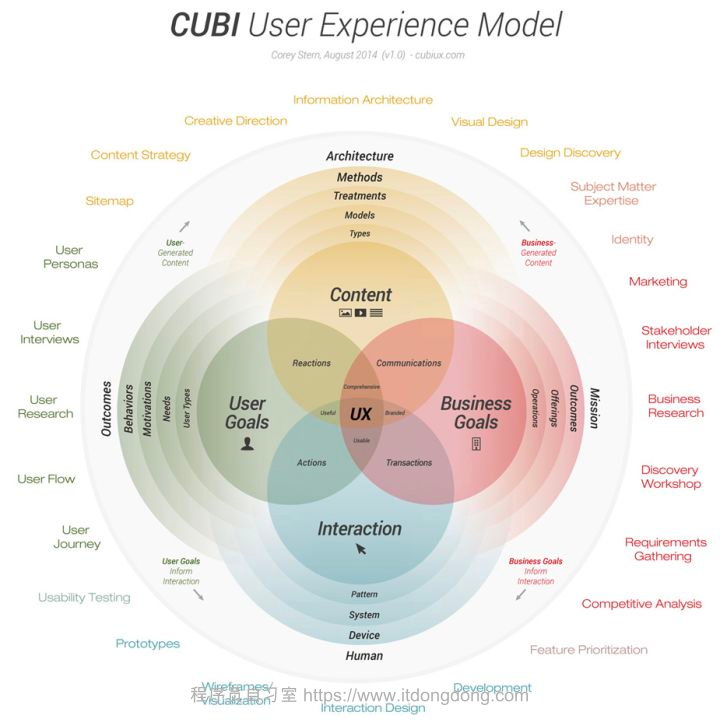 CUBI User Experience Model
Corey Stern, August 2014 (v1.0) - cubiux.com
Information Architecture
Creative Direction
Visual Design
Content Strategy
Design Discovery
Sitemap
Subject Matter
Expertise
Identity
User
Personas
Marketing
User
Interviews
Stakeholder
Interviews
User
Research
Business
Research
User Flow
Discovery
Workshop
User
Journey
Requirements
Gathering
Usability Testing
Competitive Analysis
Prototypes
Feature Prioritization
Wireframes/
Visualization
Development
Interaction Design
Architecture
Methods
Treatments
Models
Types
User-
Generated
Content
Business-
Generated
Content
Content
Reactions
Communications
Comprehensive
Outcomes
Behaviors
Motivations
Needs
User Types
User
Goals
Useful
UX
Branded
Business
Goals
Operations
Offerings
Outcomes
Mission
Usable
Actions
Transactions
Interaction
User Goals
Inform
Interaction
Business Goals
Inform
Interaction
Pattern
System
Device
Human
程序员自习室 https://www.itdongdong.com